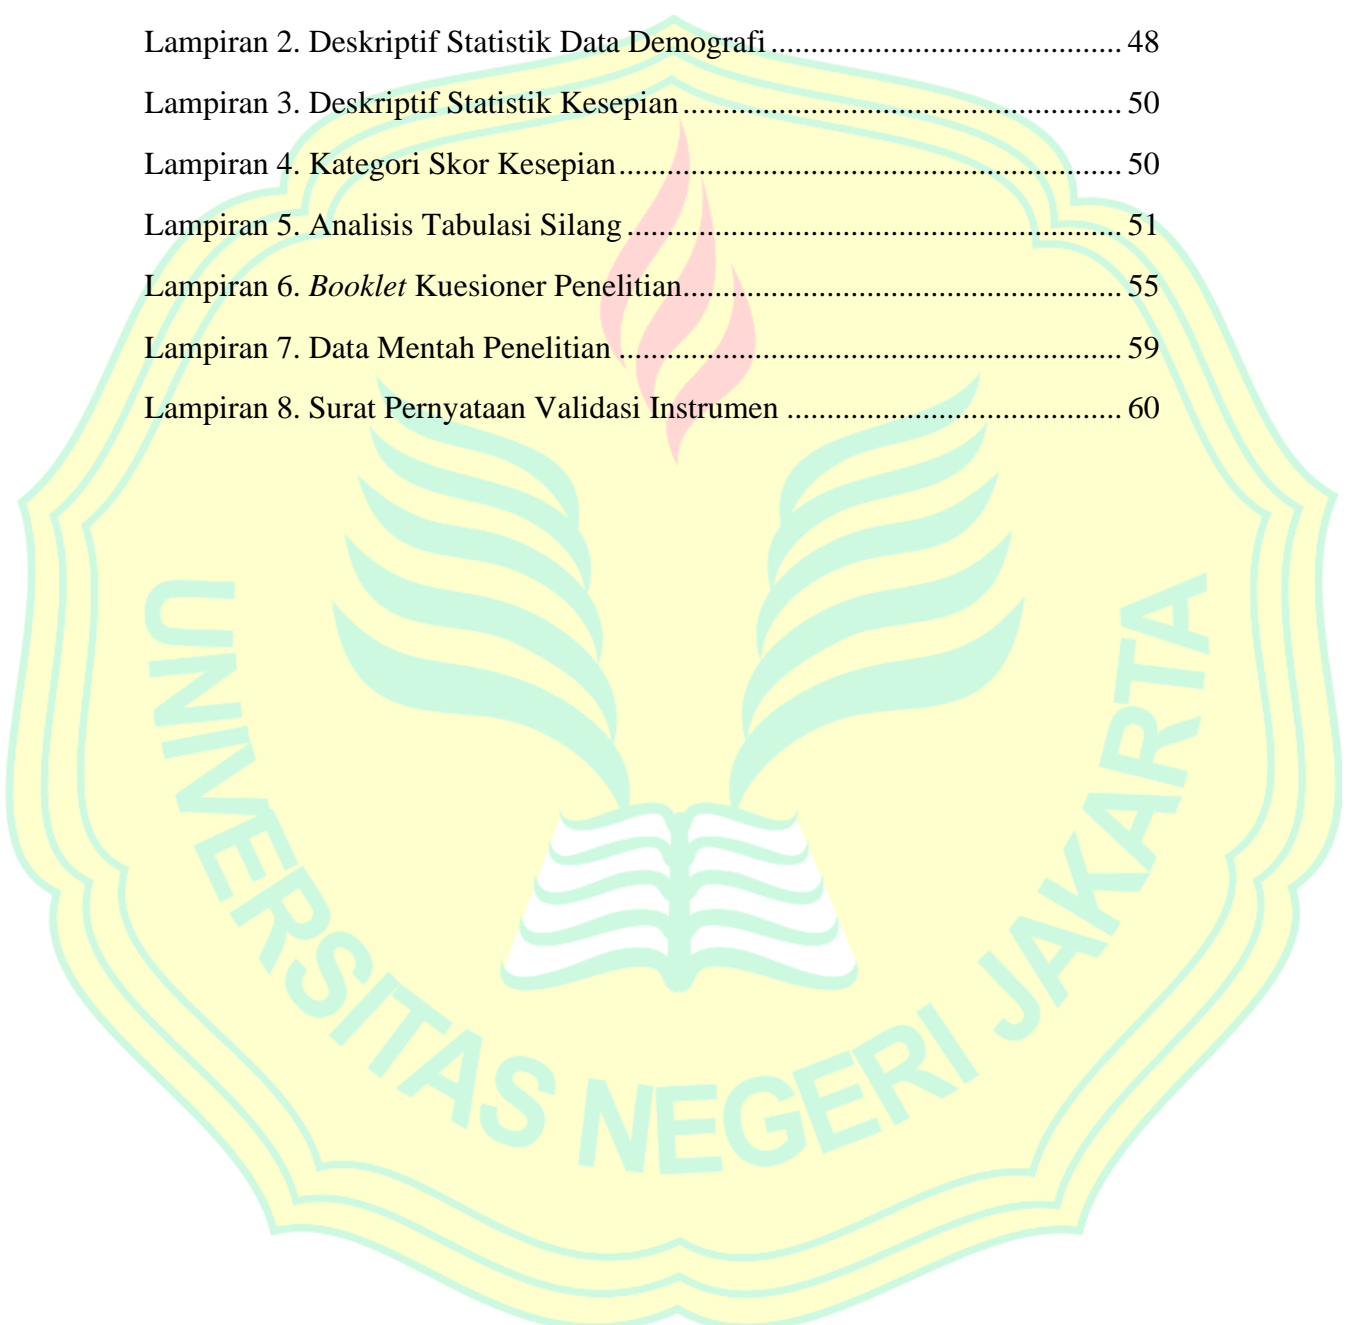 Lampiran 2. Deskriptif Statistik Data Demografi ............................................ 48
Lampiran 3. Deskriptif Statistik Kesepian ....................................................... 50
Lampiran 4. Kategori Skor Kesepian ............................................................... 50
Lampiran 5. Analisis Tabulasi Silang .............................................................. 51
Lampiran 6. Booklet Kuesioner Penelitian ....................................................... 55
Lampiran 7. Data Mentah Penelitian ............................................................... 59
Lampiran 8. Surat Pernyataan Validasi Instrumen .......................................... 60
UNIVERSITAS NEGERI JAKARTA